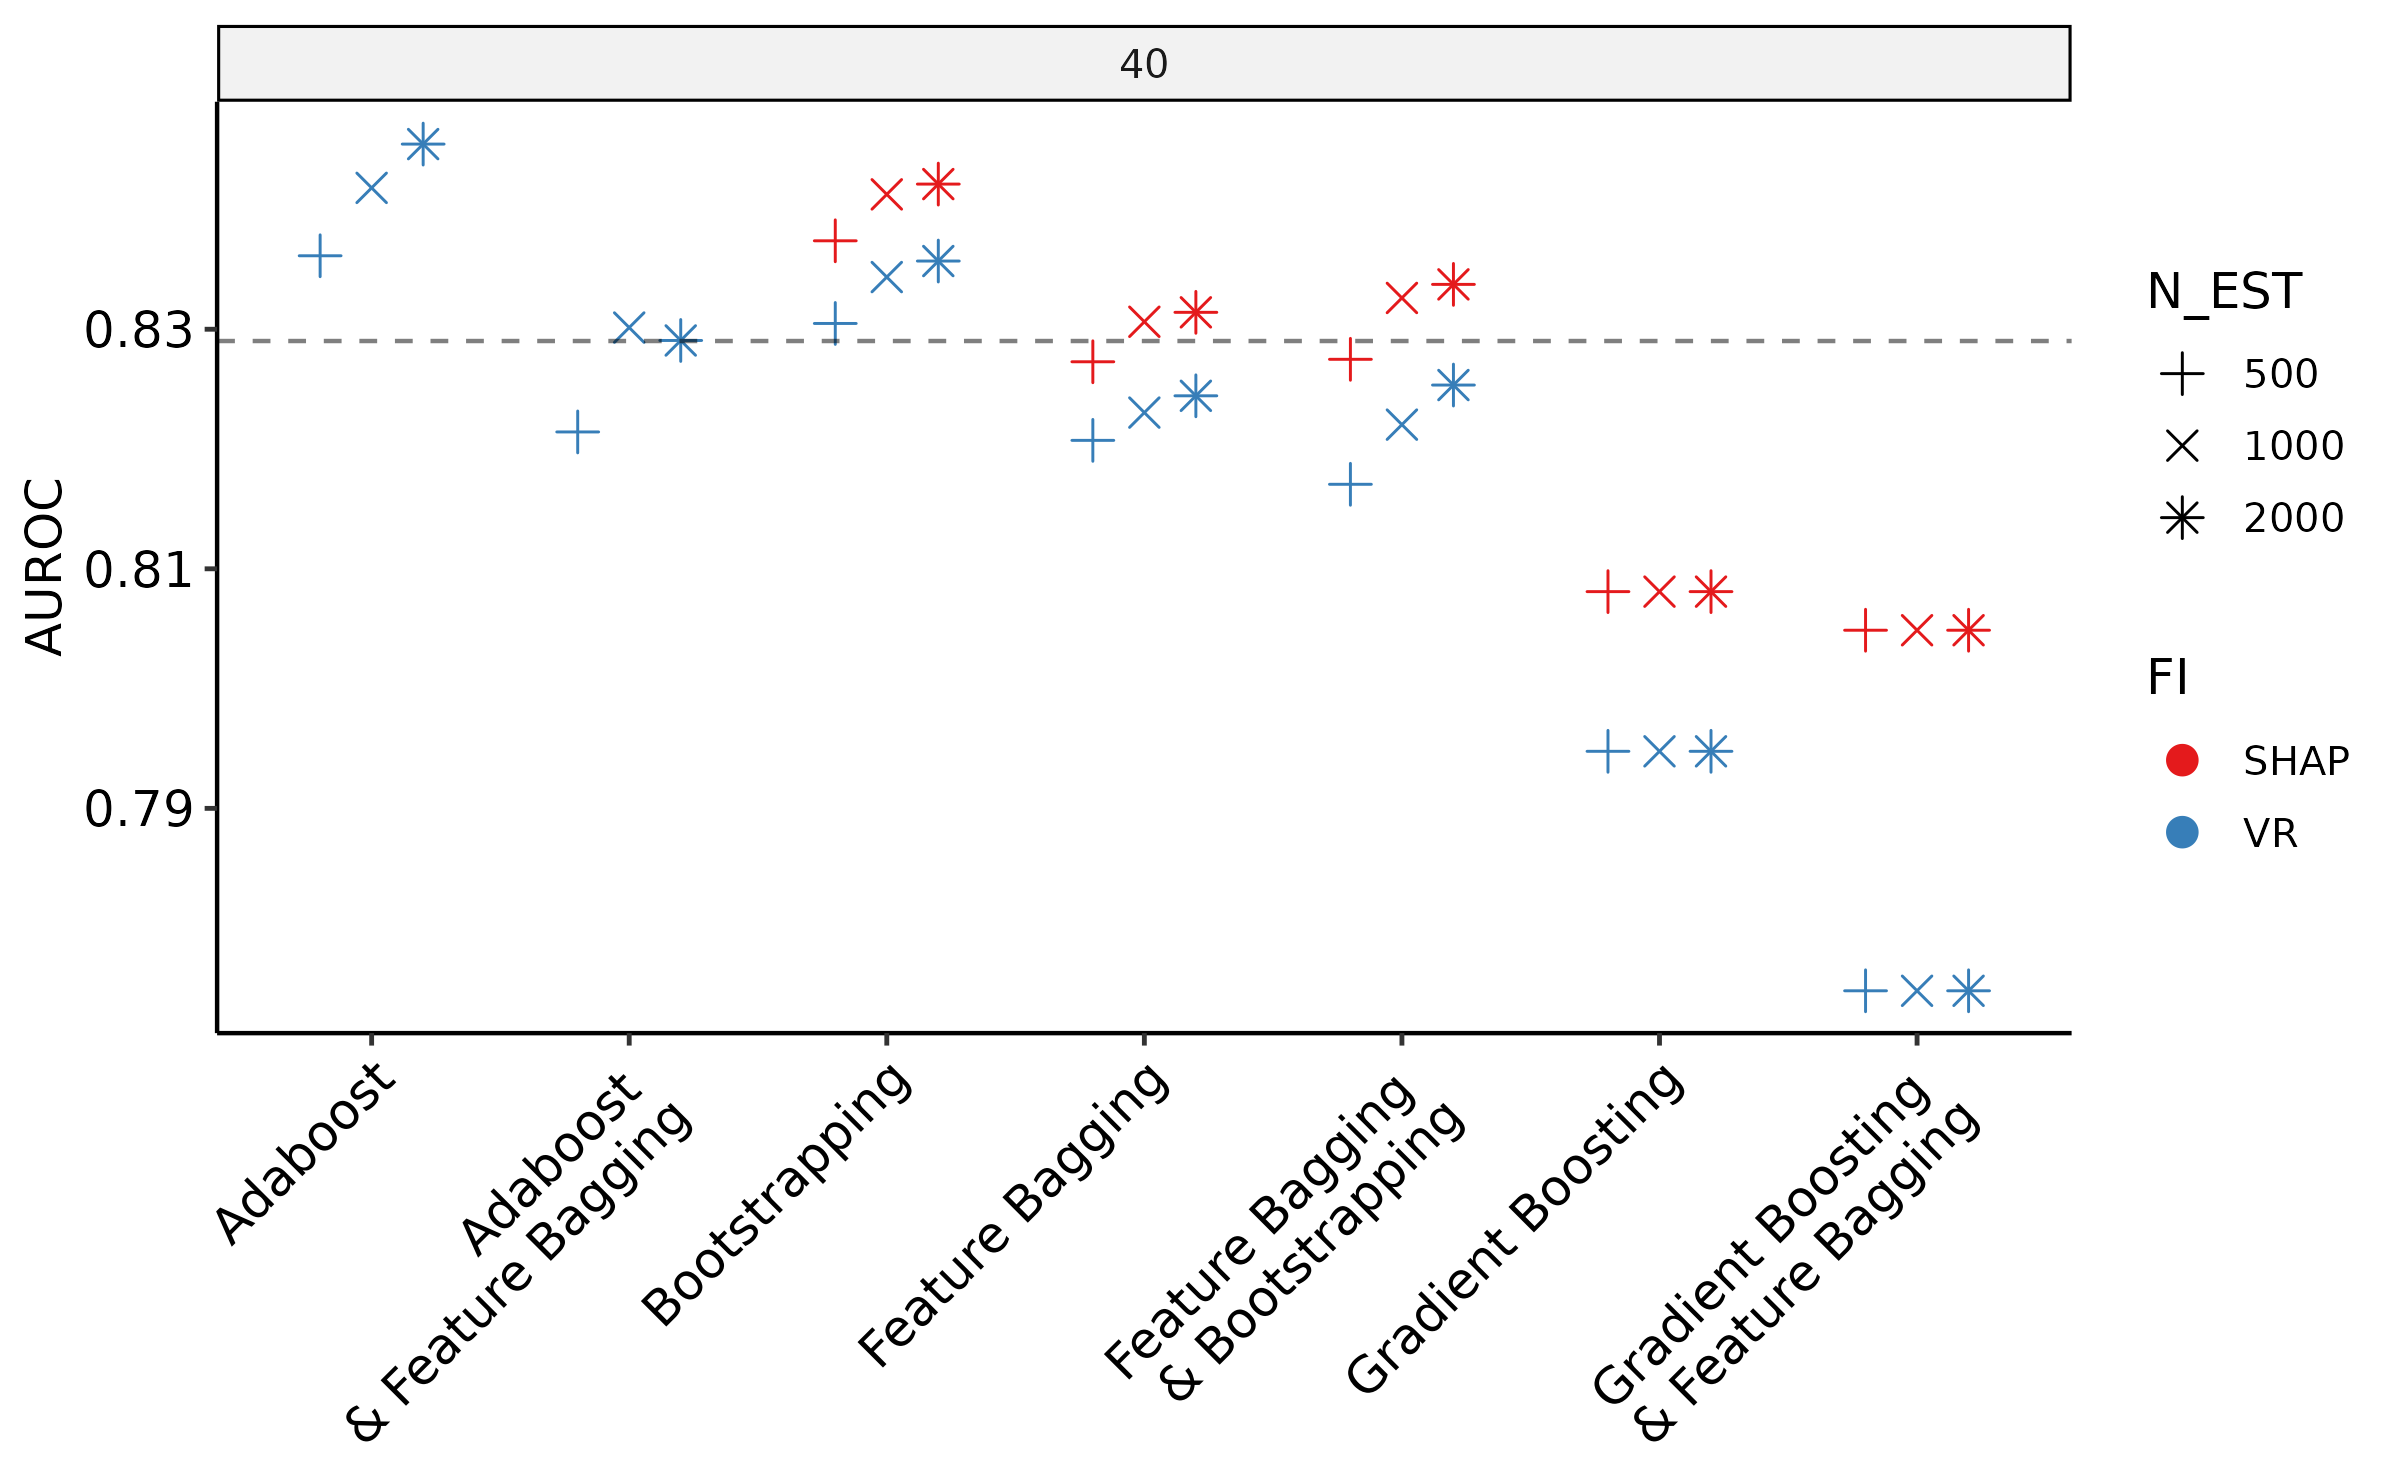 40
AUROC
0.83
0.81
0.79
Adaboost
Adaboost
& Feature Bagging
Bootstrapping
Feature Bagging
Feature Bagging
& Bootstrapping
Gradient Boosting
Gradient Boosting
& Feature Bagging
N_EST
500
1000
2000
FI
SHAP
VR